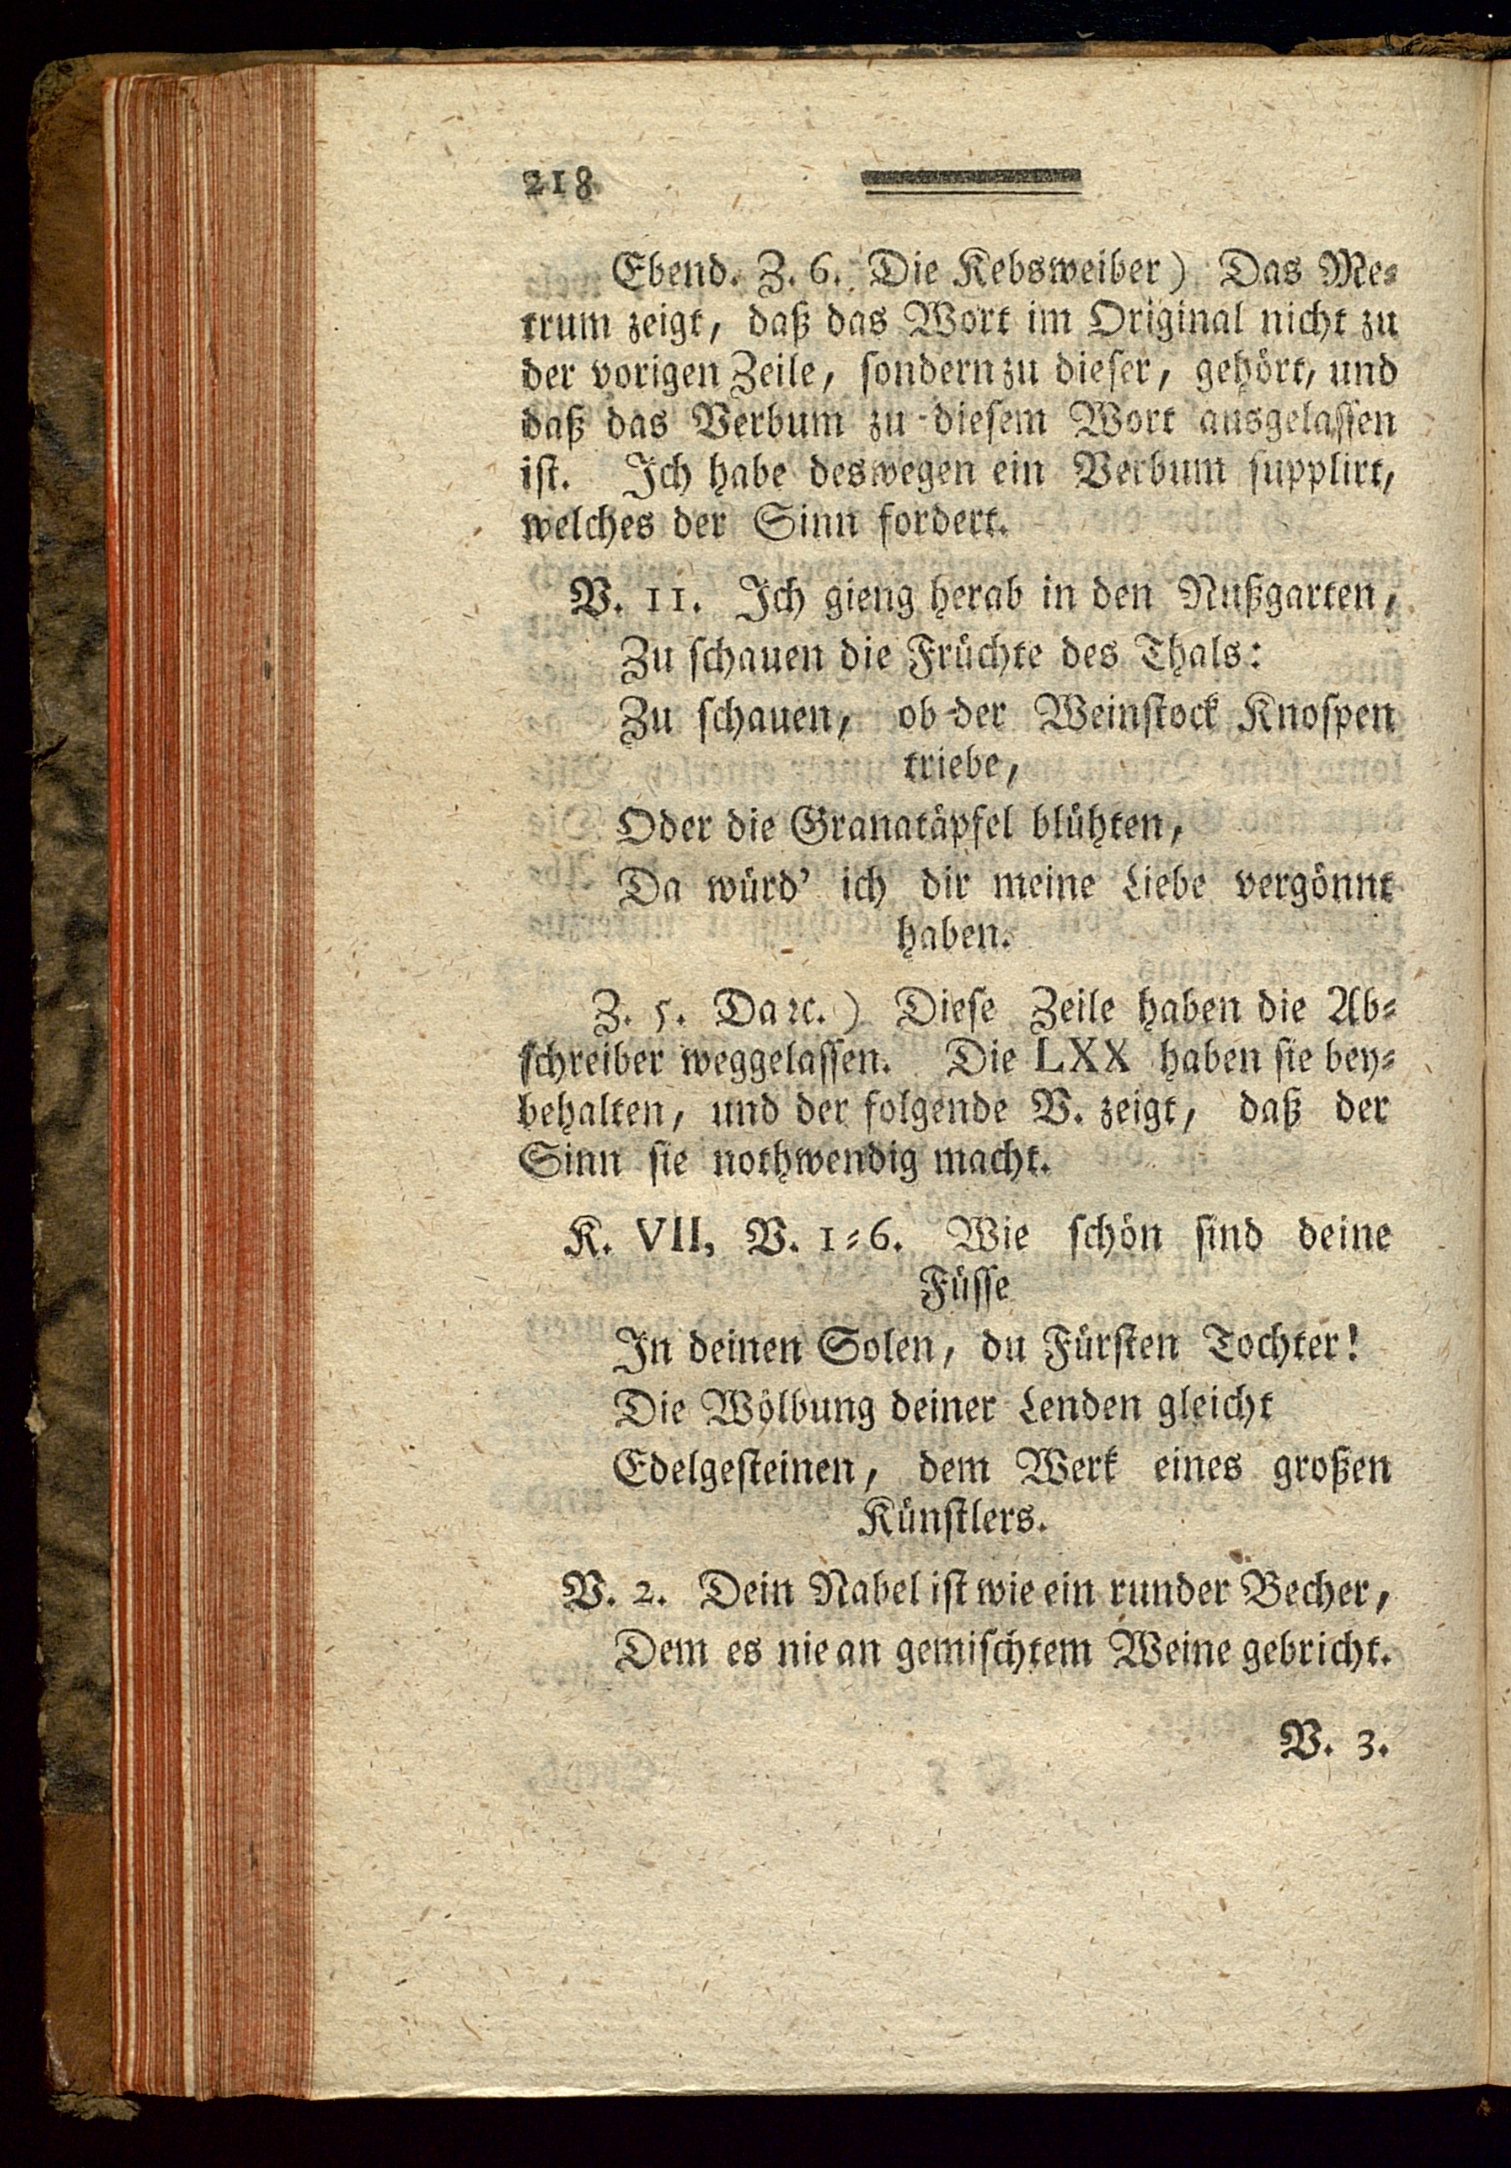 218
Ebend. Z. 6. Die Kebsweiber) Das Me⸗
trum zeigt, daß das Wort im Original nicht zu
der vorigen Zeile, ſondern zu dieſer, gehört, und
daß das Verbum zu dieſem Wort ausgelaſſen
iſt. Ich habe deswegen ein Verbum ſupplirt,
welches der Sinn fordert.
V. 11. Ich gieng herab in den Nußgarten,
Zu ſchauen die Früchte des Thals:
Zu ſchauen, ob der Weinſtock Knoſpen
triebe,
Oder die Granatäpfel blühten,
Da würd' ich dir meine Liebe vergönnt
haben.
Z. 5. Da ꝛc.) Dieſe Zeile haben die Ab⸗
ſchreiber weggelaſſen. Die LXX haben ſie bey⸗
behalten, und der folgende V. zeigt, daß der
Sinn ſie nothwendig macht.
K. VII, V. 1⸗6. Wie ſchön ſind deine
Füſſe
In deinen Solen, du Fürſten Tochter!
Die Wölbung deiner Lenden gleicht
Edelgeſteinen, dem Werk eines großen
Künſtlers.
V. 2. Dein Nabel iſt wie ein runder Becher,
Dem es nie an gemiſchtem Weine gebricht.
V. 3.